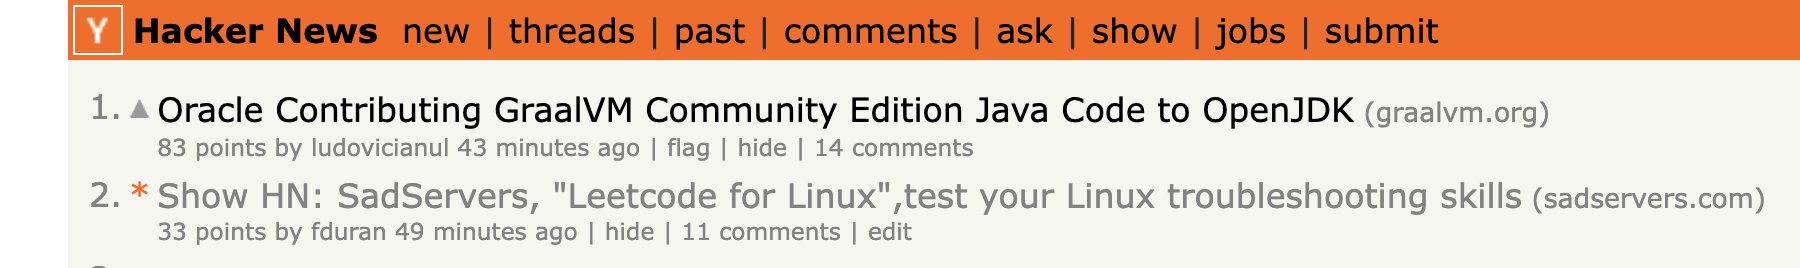 Y Hacker News new | threads | past | comments | ask | show | jobs | submit
1. ▲ Oracle Contributing GraalVM Community Edition Java Code to OpenJDK (graalvm.org)
83 points by ludovicianul 43 minutes ago | flag | hide | 14 comments
2. * Show HN: SadServers, "Leetcode for Linux",test your Linux troubleshooting skills (sadservers.com)
33 points by fduran 49 minutes ago | hide | 11 comments | edit